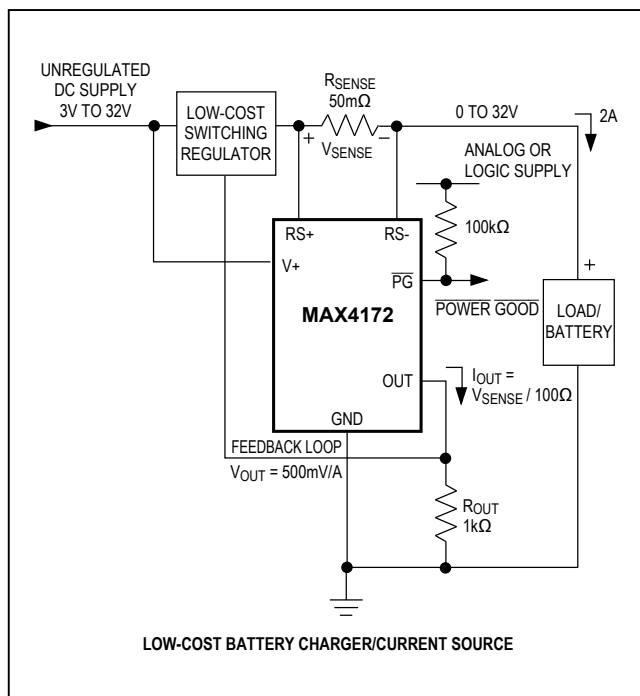 UNREGULATED
DC SUPPLY
3V TO 32V
LOW-COST
SWITCHING
REGULATOR
RSENSE
50mΩ
+
−
VSENSE
0 TO 32V
2A
ANALOG OR
LOGIC SUPPLY
100kΩ
RS+
RS-
V+
PG
POWER GOOD
MAX4172
+
LOAD/
BATTERY
OUT
IOUT =
VSENSE / 100Ω
GND
FEEDBACK LOOP
VOUT = 500mV/A
ROUT
1kΩ
LOW-COST BATTERY CHARGER/CURRENT SOURCE